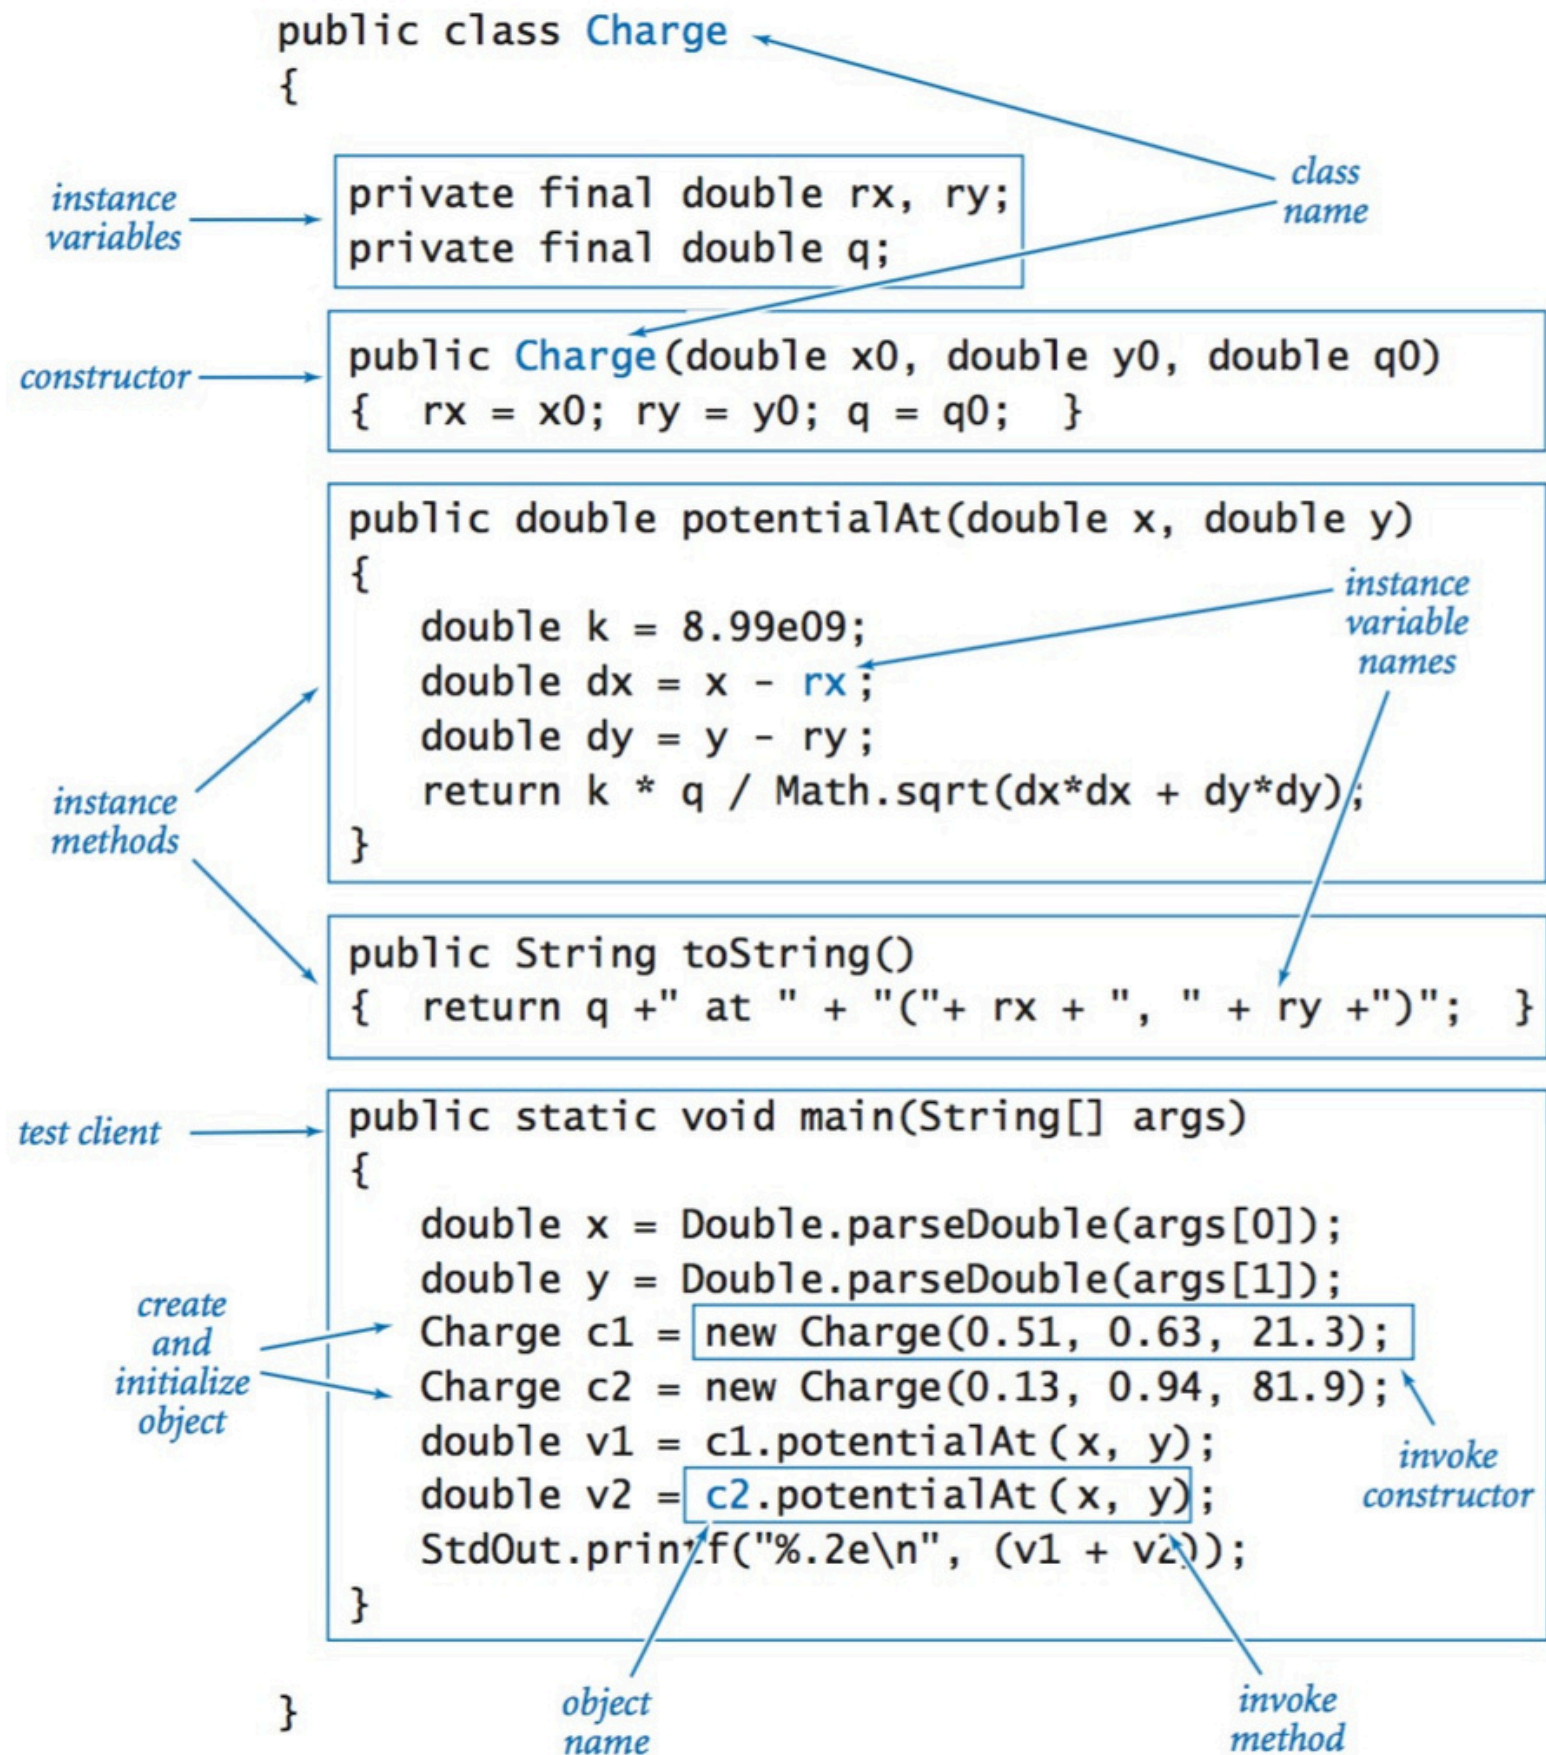 public class Charge
{
class
name
instance
variables
private final double rx, ry;
private final double q;
constructor
public Charge(double x0, double y0, double q0)
{ rx = x0; ry = y0; q = q0; }
instance
methods
public double potentialAt(double x, double y)
{
instance
variable
names
double k = 8.99e09;
double dx = x - rx;
double dy = y - ry;
return k * q / Math.sqrt(dx*dx + dy*dy);
}
public String toString()
{ return q +" at " + "("+ rx + ", " + ry +")"; }
test client
public static void main(String[] args)
{
double x = Double.parseDouble(args[0]);
double y = Double.parseDouble(args[1]);
create
and
initialize
object
Charge c1 = new Charge(0.51, 0.63, 21.3);
Charge c2 = new Charge(0.13, 0.94, 81.9);
double v1 = c1.potentialAt(x, y);
double v2 = c2.potentialAt(x, y);
invoke
constructor
StdOut.printf("%.2e\n", (v1 + v2));
}
object
name
invoke
method
}